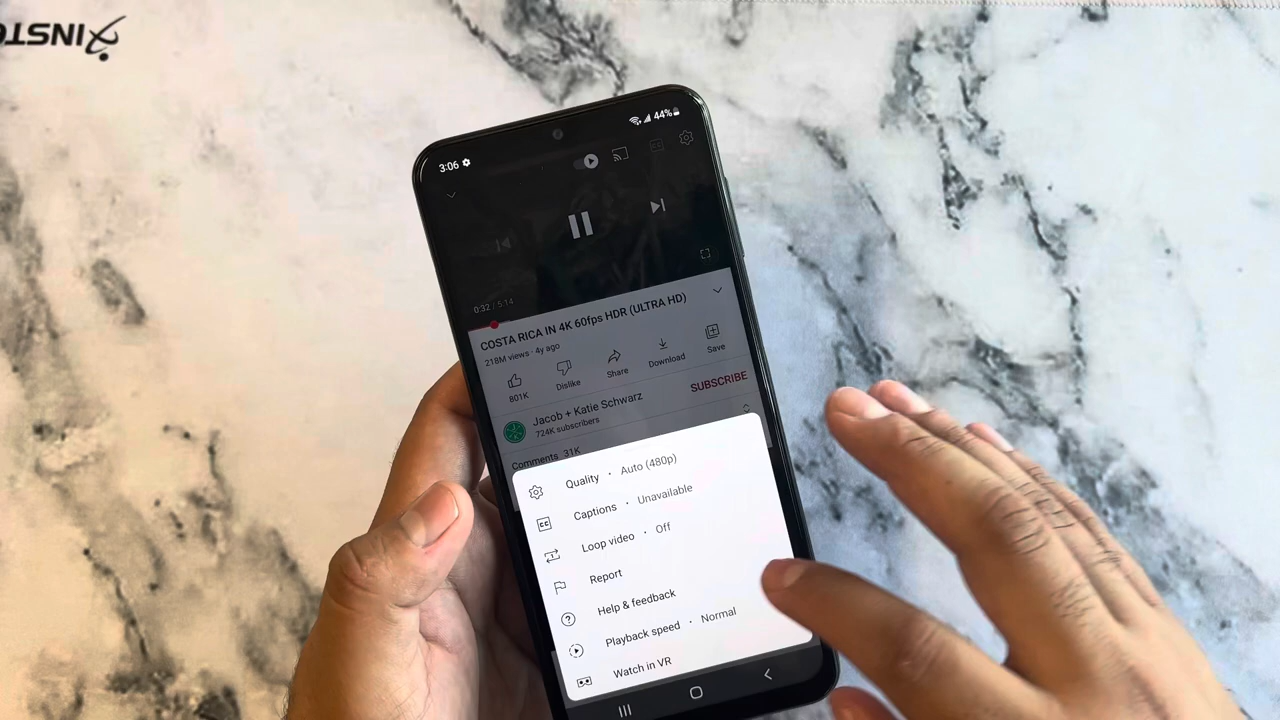 INSTO
3:06
44%
0:32 / 5:14
COSTA RICA IN 4K 60fps HDR (ULTRA HD)
218M views · 4y ago
801K
Dislike
Share
Download
Save
Jacob + Katie Schwarz
724K subscribers
SUBSCRIBE
Comments 31K
Quality · Auto (480p)
CC Captions · Unavailable
Loop video · Off
Report
Help & feedback
Playback speed · Normal
Watch in VR